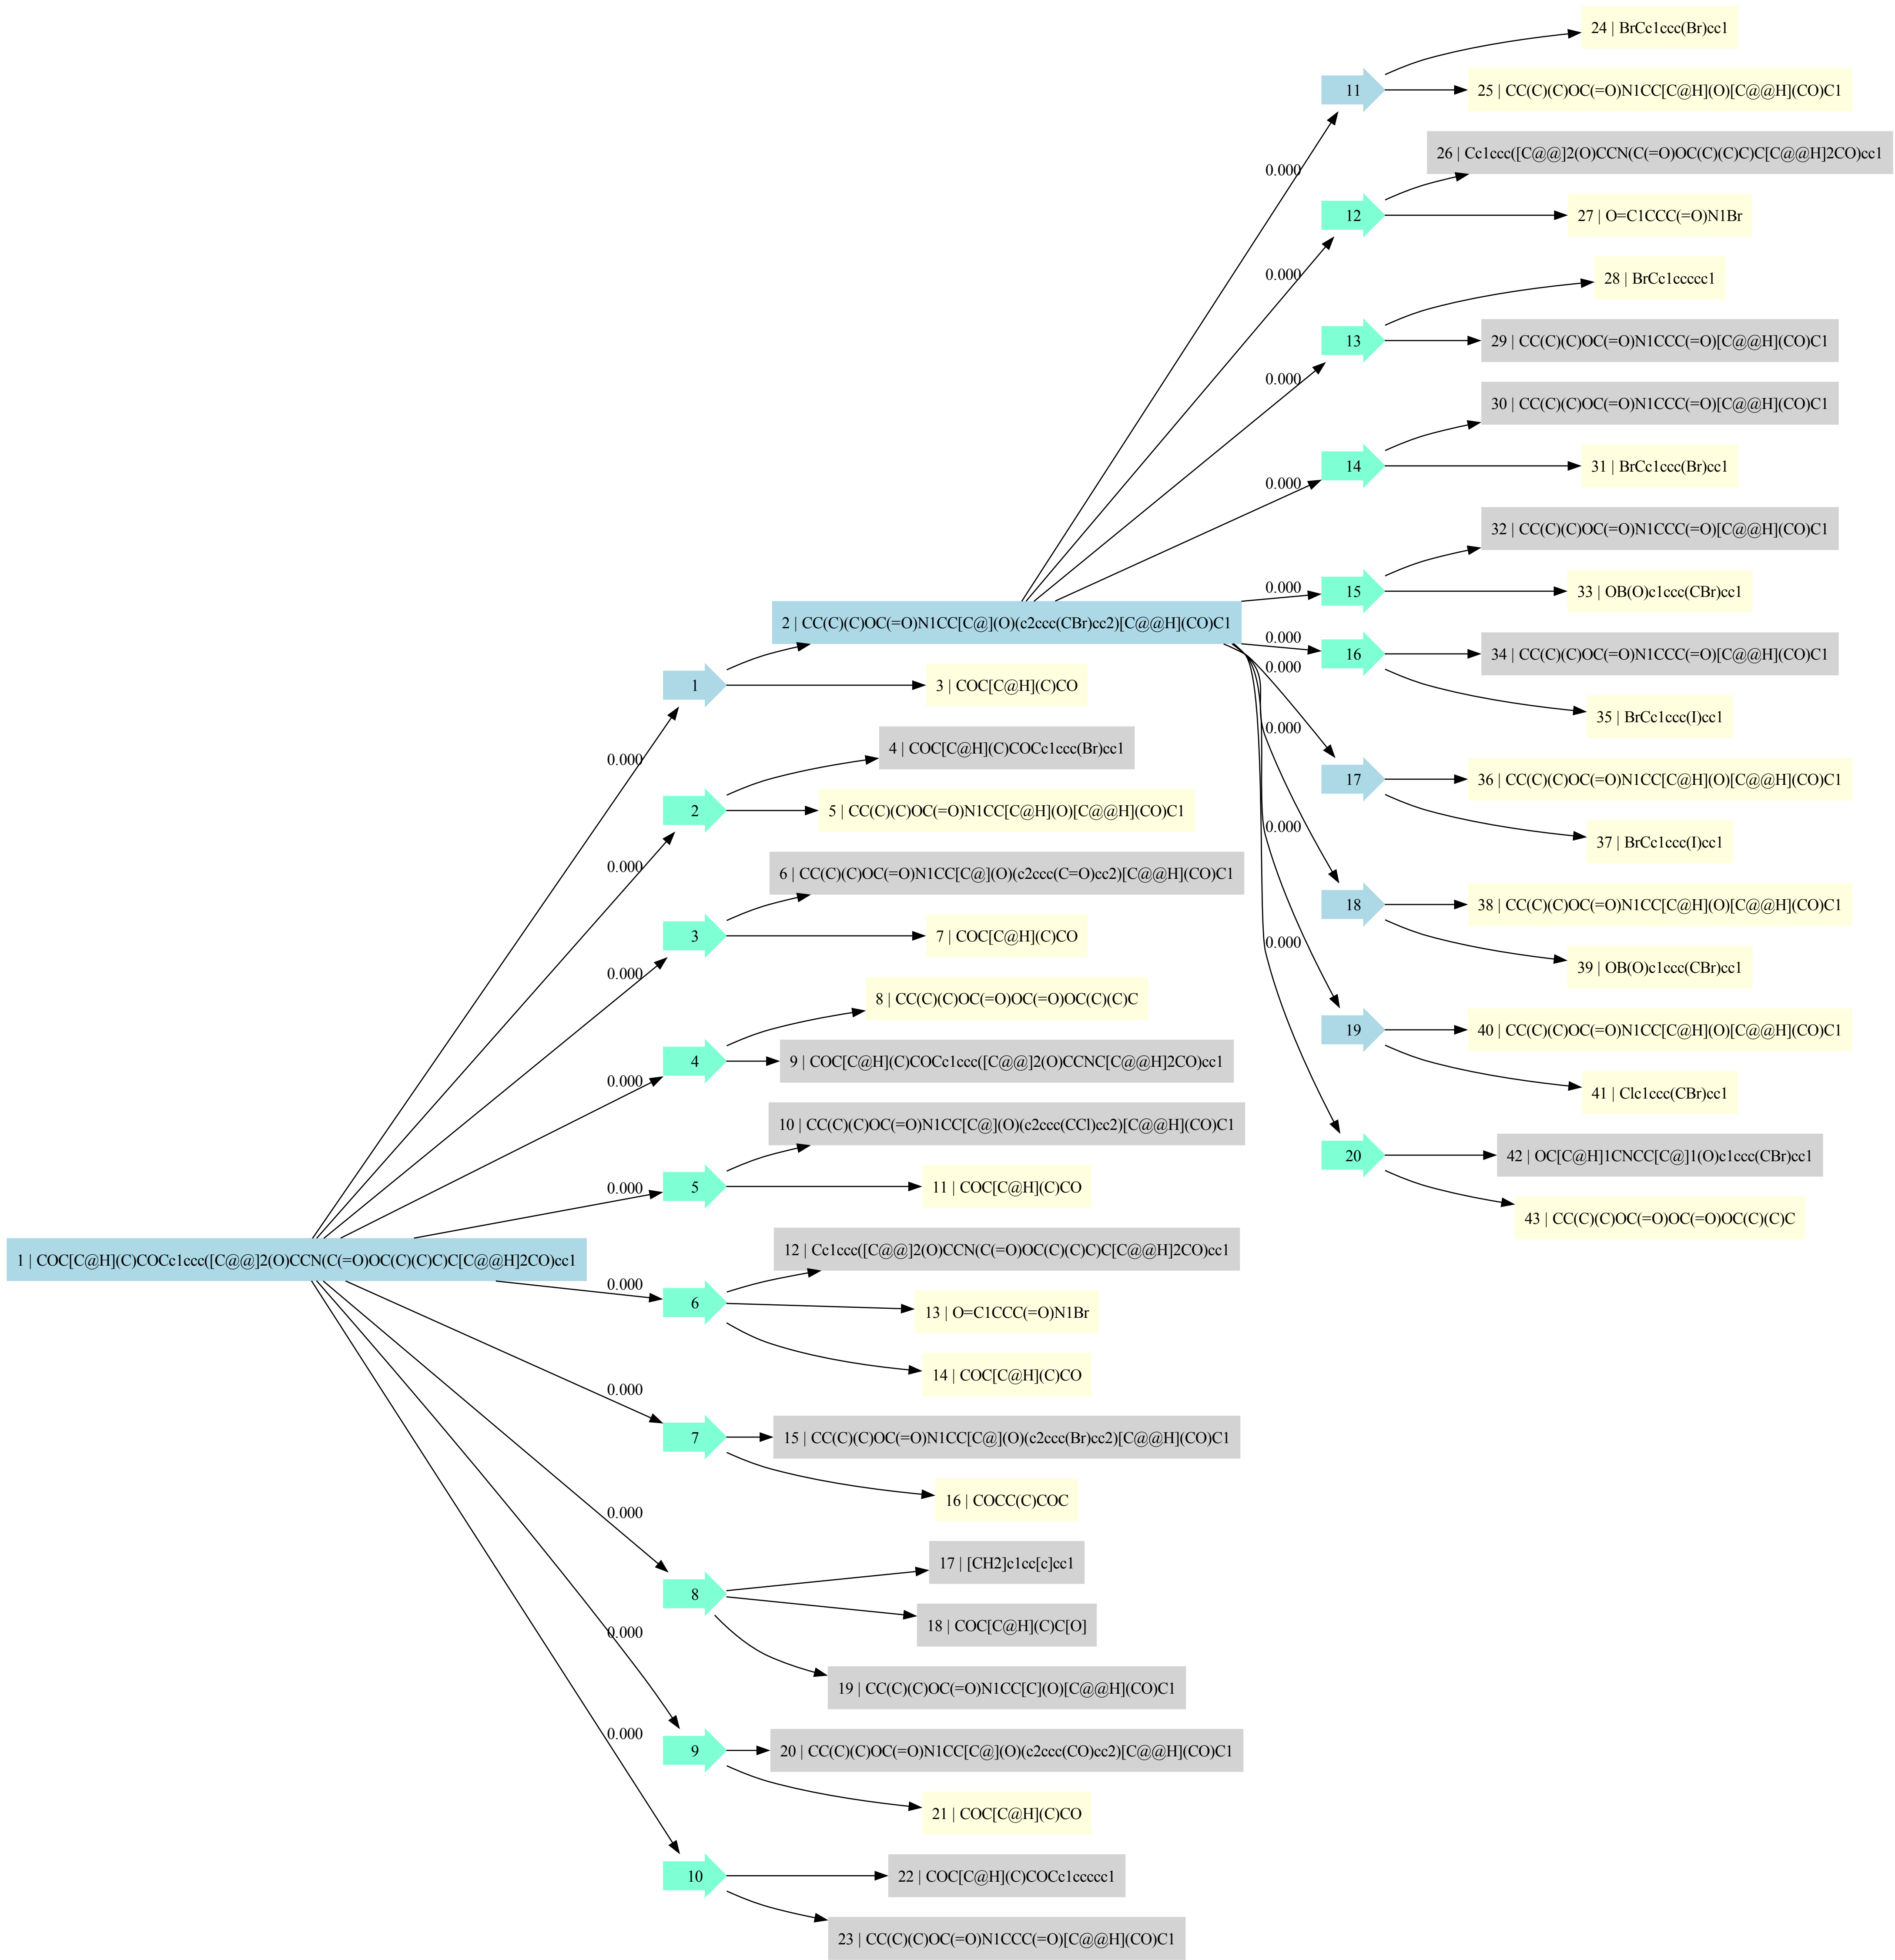 1 | COC[C@H](C)COCc1ccc([C@@]2(O)CCN(C(=O)OC(C)(C)C)C[C@@H]2CO)cc1
0.000
0.000
0.000
0.000
0.000
0.000
0.000
0.000
0.000
0.000
1
2
3
4
5
6
7
8
9
10
2 | CC(C)(C)OC(=O)N1CC[C@](O)(c2ccc(CBr)cc2)[C@@H](CO)C1
3 | COC[C@H](C)CO
4 | COC[C@H](C)COCc1ccc(Br)cc1
5 | CC(C)(C)OC(=O)N1CC[C@H](O)[C@@H](CO)C1
6 | CC(C)(C)OC(=O)N1CC[C@](O)(c2ccc(C=O)cc2)[C@@H](CO)C1
7 | COC[C@H](C)CO
8 | CC(C)(C)OC(=O)OC(=O)OC(C)(C)C
9 | COC[C@H](C)COCc1ccc([C@@]2(O)CCNC[C@@H]2CO)cc1
10 | CC(C)(C)OC(=O)N1CC[C@](O)(c2ccc(CCl)cc2)[C@@H](CO)C1
11 | COC[C@H](C)CO
12 | Cc1ccc([C@@]2(O)CCN(C(=O)OC(C)(C)C)C[C@@H]2CO)cc1
13 | O=C1CCC(=O)N1Br
14 | COC[C@H](C)CO
15 | CC(C)(C)OC(=O)N1CC[C@](O)(c2ccc(Br)cc2)[C@@H](CO)C1
16 | COCC(C)COC
17 | [CH2]c1cc[c]cc1
18 | COC[C@H](C)C[O]
19 | CC(C)(C)OC(=O)N1CC[C](O)[C@@H](CO)C1
20 | CC(C)(C)OC(=O)N1CC[C@](O)(c2ccc(CO)cc2)[C@@H](CO)C1
21 | COC[C@H](C)CO
22 | COC[C@H](C)COCc1ccccc1
23 | CC(C)(C)OC(=O)N1CCC(=O)[C@@H](CO)C1
0.000
0.000
0.000
0.000
0.000
0.000
0.000
0.000
0.000
0.000
11
12
13
14
15
16
17
18
19
20
24 | BrCc1ccc(Br)cc1
25 | CC(C)(C)OC(=O)N1CC[C@H](O)[C@@H](CO)C1
26 | Cc1ccc([C@@]2(O)CCN(C(=O)OC(C)(C)C)C[C@@H]2CO)cc1
27 | O=C1CCC(=O)N1Br
28 | BrCc1ccccc1
29 | CC(C)(C)OC(=O)N1CCC(=O)[C@@H](CO)C1
30 | CC(C)(C)OC(=O)N1CCC(=O)[C@@H](CO)C1
31 | BrCc1ccc(Br)cc1
32 | CC(C)(C)OC(=O)N1CCC(=O)[C@@H](CO)C1
33 | OB(O)c1ccc(CBr)cc1
34 | CC(C)(C)OC(=O)N1CCC(=O)[C@@H](CO)C1
35 | BrCc1ccc(I)cc1
36 | CC(C)(C)OC(=O)N1CC[C@H](O)[C@@H](CO)C1
37 | BrCc1ccc(I)cc1
38 | CC(C)(C)OC(=O)N1CC[C@H](O)[C@@H](CO)C1
39 | OB(O)c1ccc(CBr)cc1
40 | CC(C)(C)OC(=O)N1CC[C@H](O)[C@@H](CO)C1
41 | Clc1ccc(CBr)cc1
42 | OC[C@H]1CNCC[C@]1(O)c1ccc(CBr)cc1
43 | CC(C)(C)OC(=O)OC(=O)OC(C)(C)C